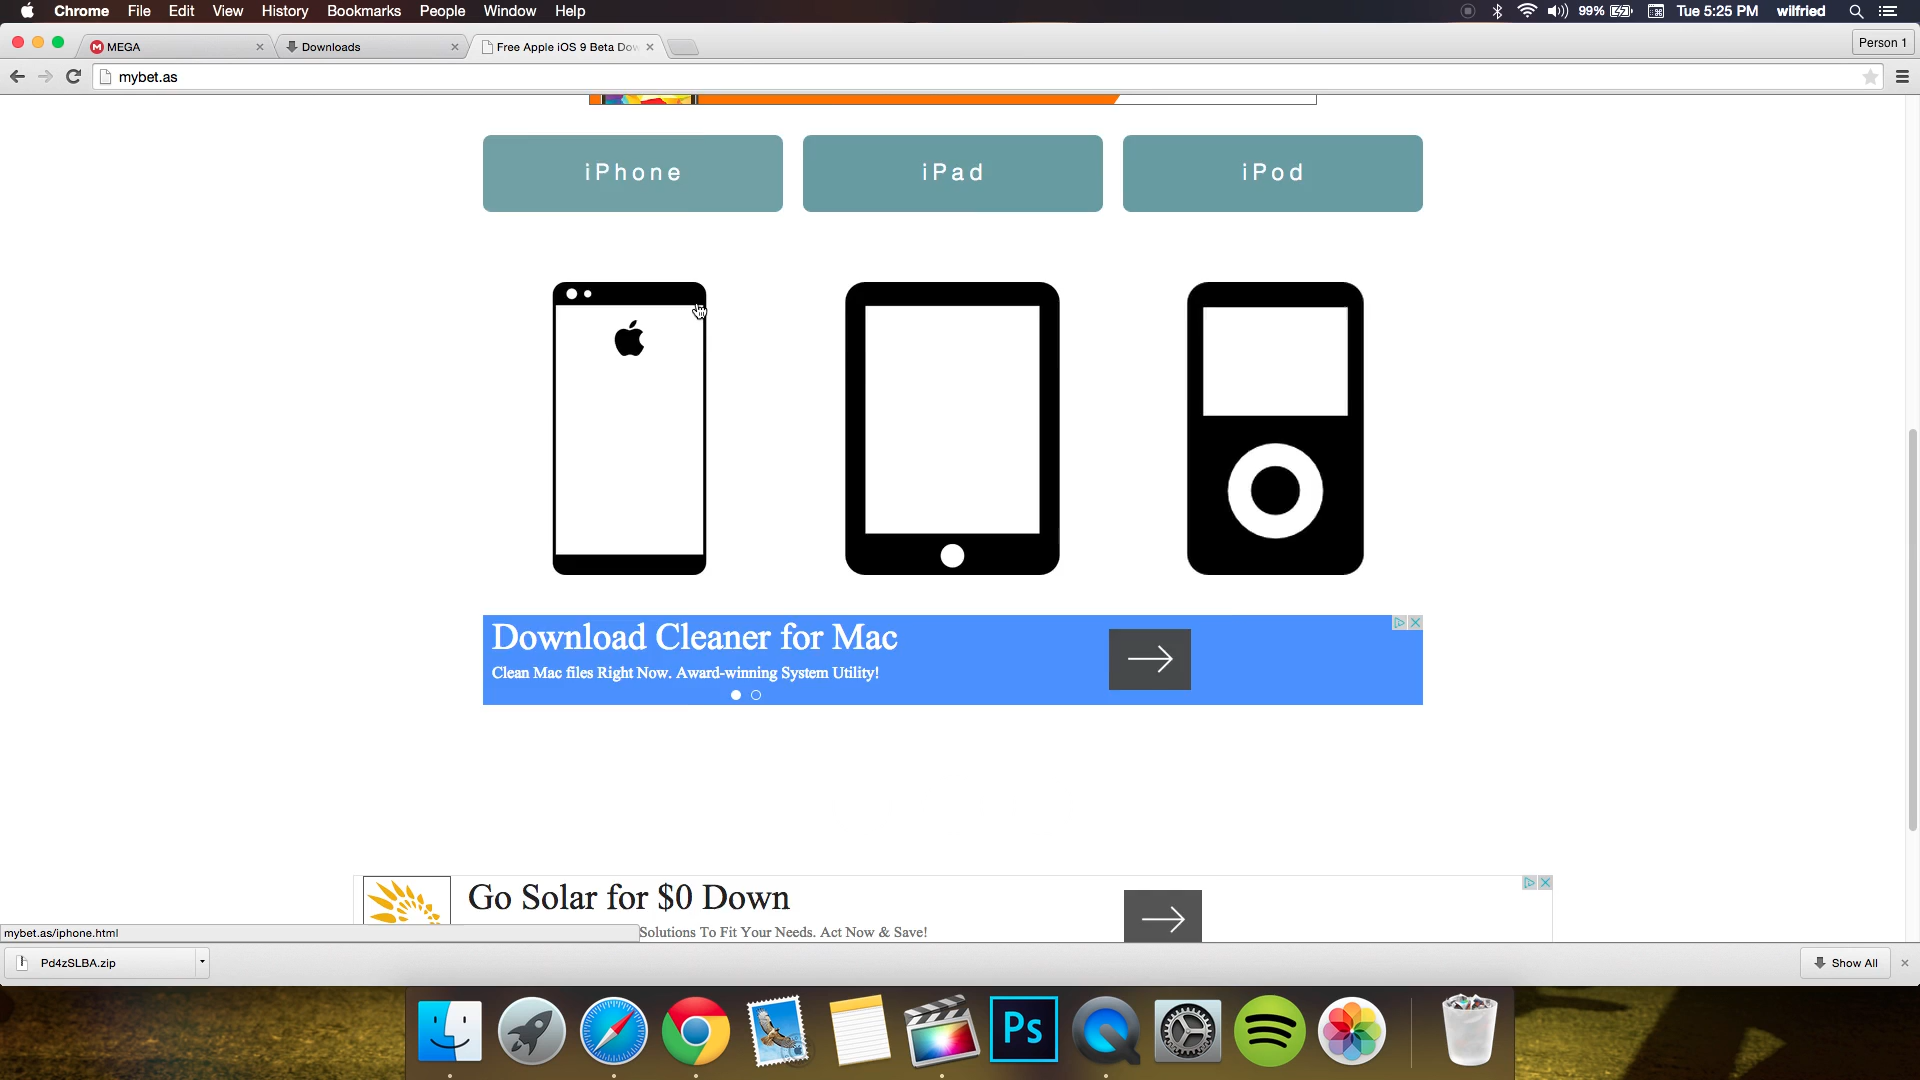 Chrome File Edit View History Bookmarks People Window Help 99% Tue 5:25 PM wilfried
MEGA Downloads Free Apple iOS 9 Beta Dow Person 1
mybet.as
iPhone iPad iPod
Download Cleaner for Mac
Clean Mac files Right Now. Award-winning System Utility!
Go Solar for $0 Down
Solutions To Fit Your Needs. Act Now & Save!
mybet.as/iphone.html
Pd4zSLBA.zip Show All
Ps